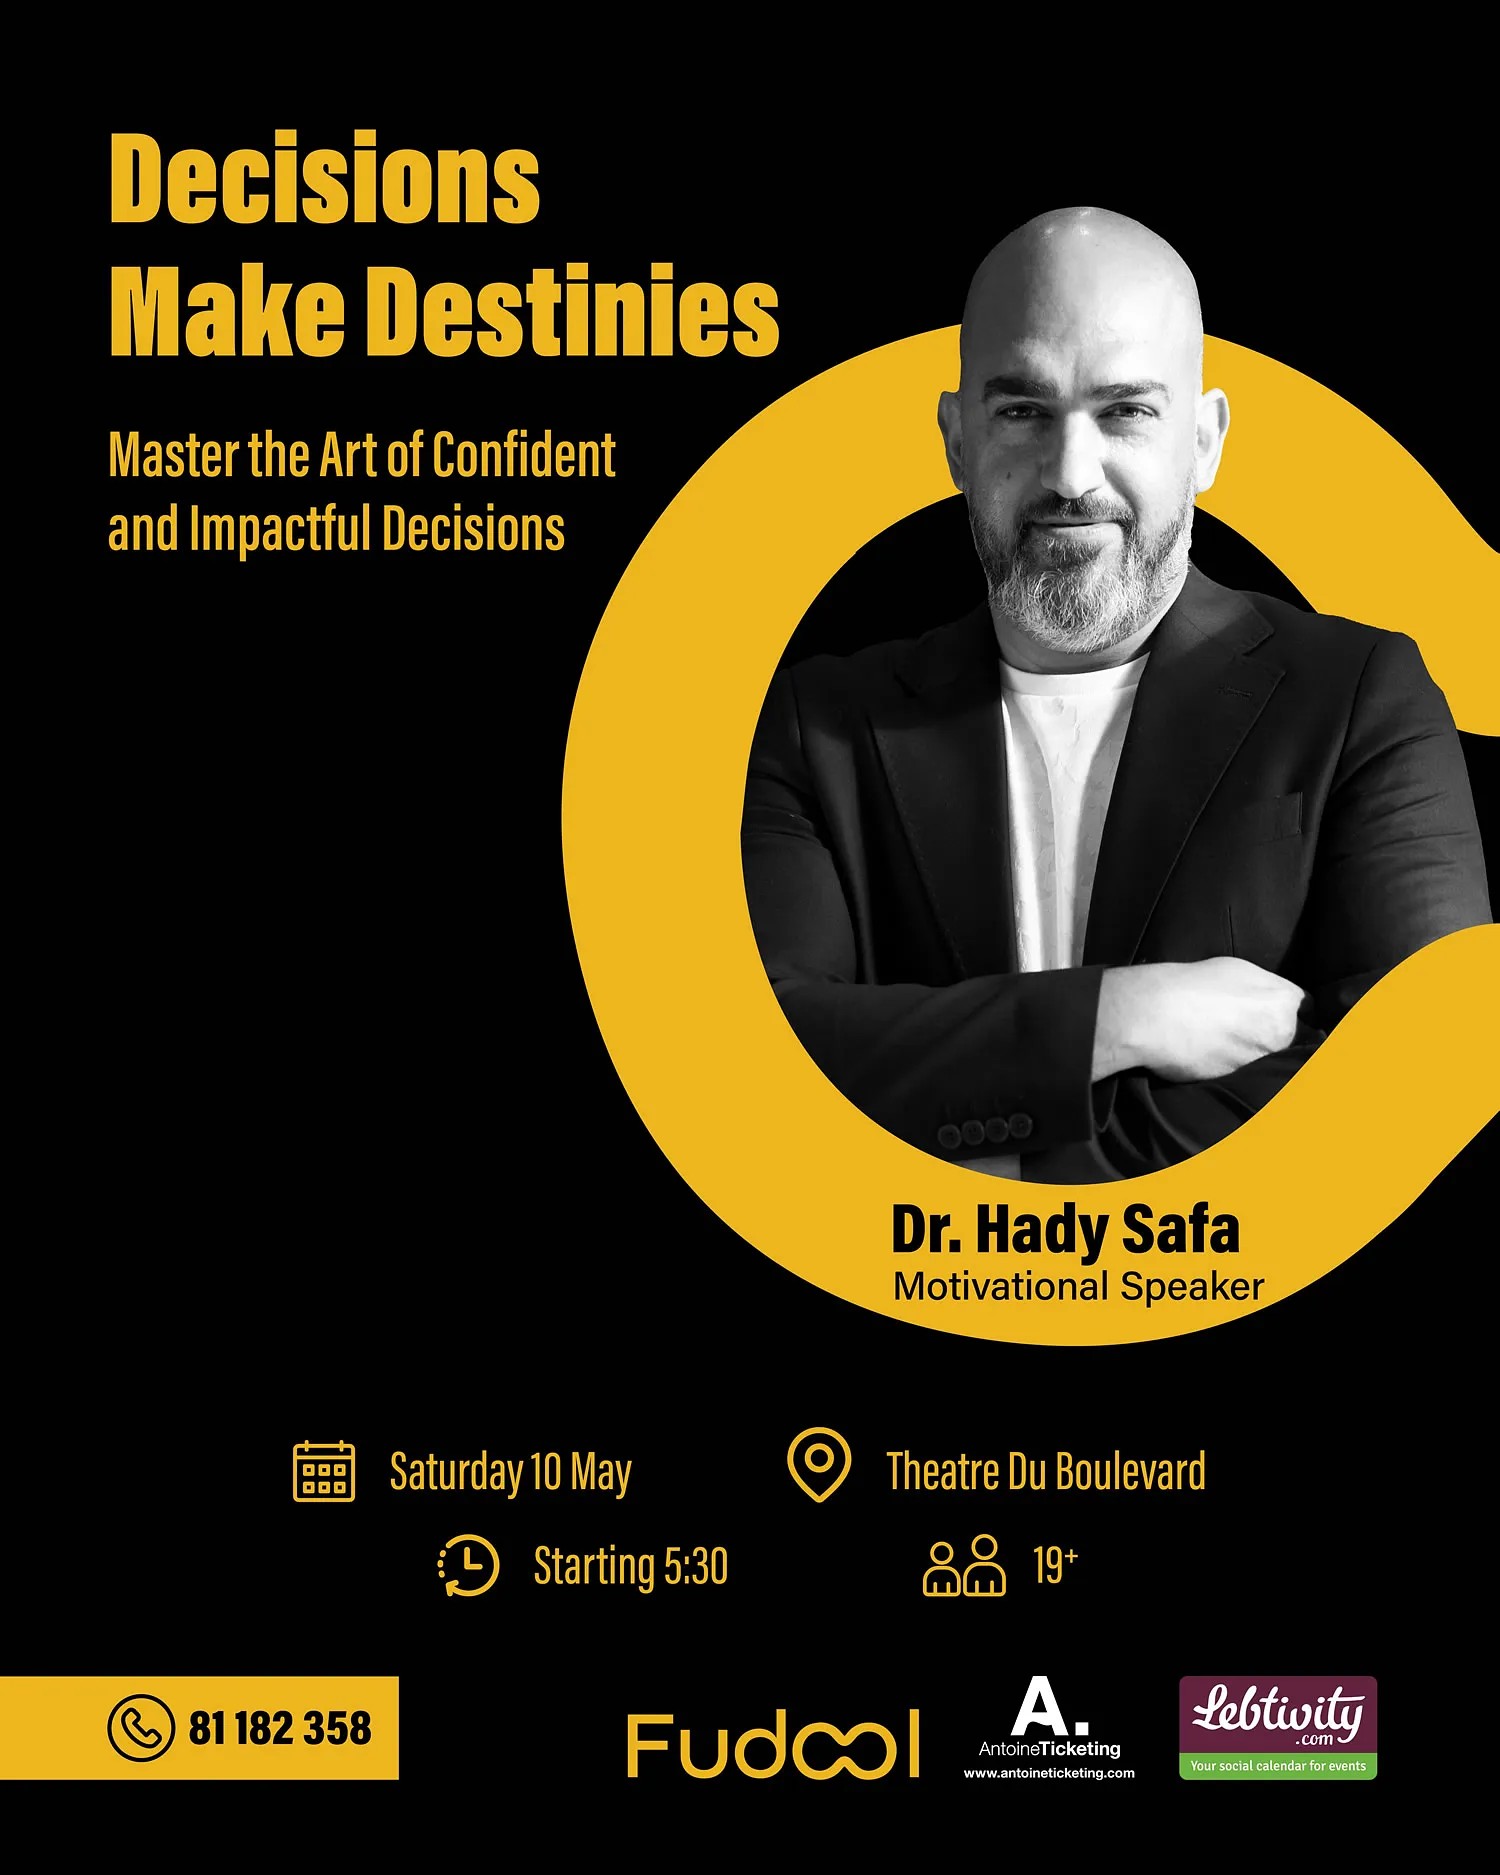 Decisions
Make Destinies
Master the Art of Confident
and Impactful Decisions
Dr. Hady Safa
Motivational Speaker
Saturday 10 May
Theatre Du Boulevard
Starting 5:30
19+
81 182 358
Fudool
A.
AntoineTicketing
www.antoineticketing.com
Lebtivity
.com
Your social calendar for events